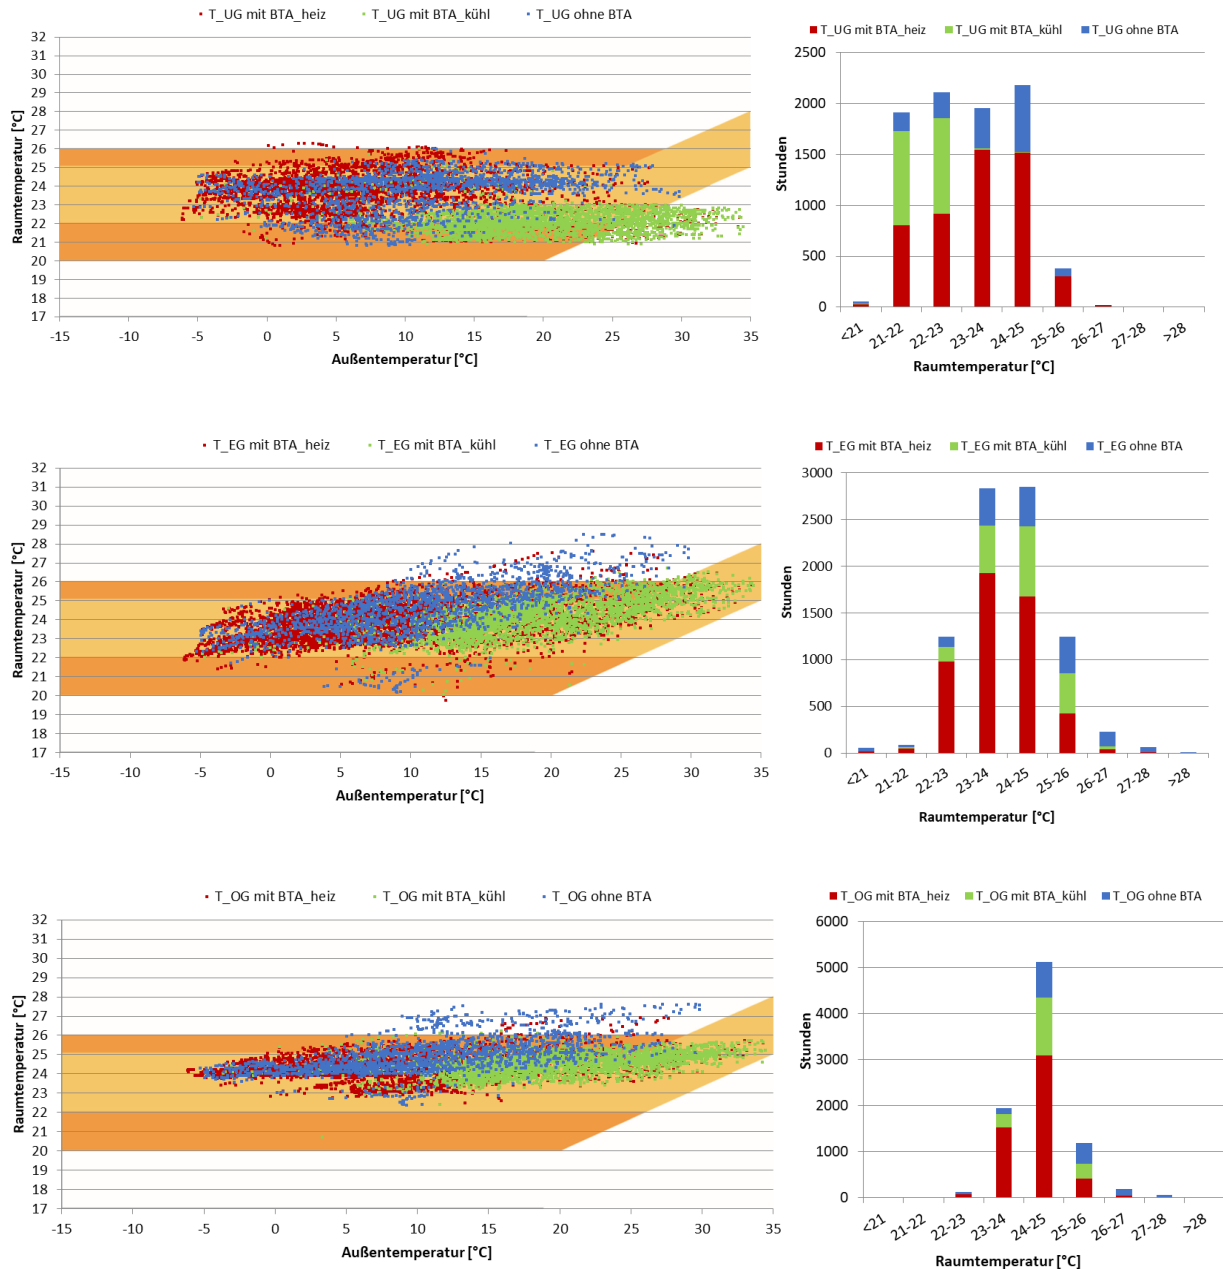 T_UG mit BTA_heiz T_UG mit BTA_kühl T_UG ohne BTA
32
31
30
29
28
27
26
25
24
23
22
21
20
19
18
17
Raumtemperatur [°C]
-15 -10 -5 0 5 10 15 20 25 30 35
Außentemperatur [°C]
T_UG mit BTA_heiz T_UG mit BTA_kühl T_UG ohne BTA
2500
2000
1500
1000
500
0
Stunden
<21 21-22 22-23 23-24 24-25 25-26 26-27 27-28 >28
Raumtemperatur [°C]
T_EG mit BTA_heiz T_EG mit BTA_kühl T_EG ohne BTA
32
31
30
29
28
27
26
25
24
23
22
21
20
19
18
17
Raumtemperatur [°C]
-15 -10 -5 0 5 10 15 20 25 30 35
Außentemperatur [°C]
T_EG mit BTA_heiz T_EG mit BTA_kühl T_EG ohne BTA
3000
2500
2000
1500
1000
500
0
Stunden
<21 21-22 22-23 23-24 24-25 25-26 26-27 27-28 >28
Raumtemperatur [°C]
T_OG mit BTA_heiz T_OG mit BTA_kühl T_OG ohne BTA
32
31
30
29
28
27
26
25
24
23
22
21
20
19
18
17
Raumtemperatur [°C]
-15 -10 -5 0 5 10 15 20 25 30 35
Außentemperatur [°C]
T_OG mit BTA_heiz T_OG mit BTA_kühl T_OG ohne BTA
6000
5000
4000
3000
2000
1000
0
Stunden
<21 21-22 22-23 23-24 24-25 25-26 26-27 27-28 >28
Raumtemperatur [°C]